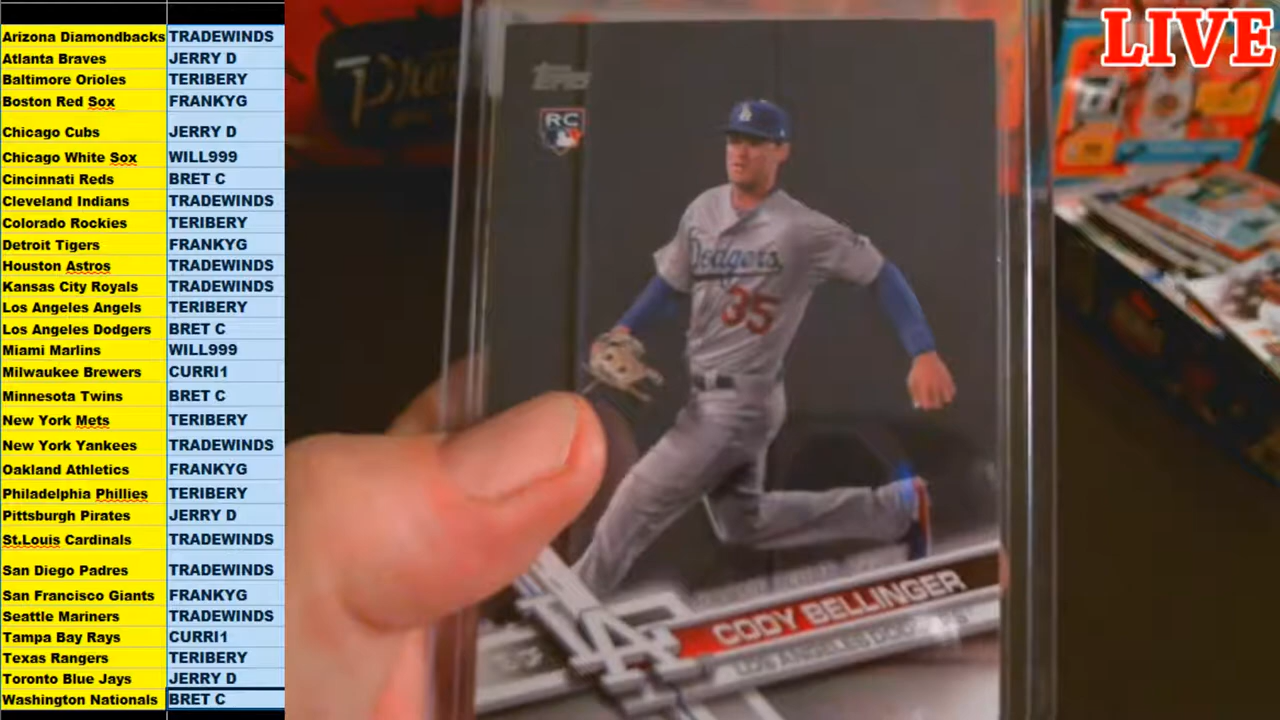 Arizona Diamondbacks TRADEWINDS
Atlanta Braves JERRY D
Baltimore Orioles TERIBERY
Boston Red Sox FRANKYG
Chicago Cubs JERRY D
Chicago White Sox WILL999
Cincinnati Reds BRET C
Cleveland Indians TRADEWINDS
Colorado Rockies TERIBERY
Detroit Tigers FRANKYG
Houston Astros TRADEWINDS
Kansas City Royals TRADEWINDS
Los Angeles Angels TERIBERY
Los Angeles Dodgers BRET C
Miami Marlins WILL999
Milwaukee Brewers CURRI1
Minnesota Twins BRET C
New York Mets TERIBERY
New York Yankees TRADEWINDS
Oakland Athletics FRANKYG
Philadelphia Phillies TERIBERY
Pittsburgh Pirates JERRY D
St.Louis Cardinals TRADEWINDS
San Diego Padres TRADEWINDS
San Francisco Giants FRANKYG
Seattle Mariners TRADEWINDS
Tampa Bay Rays CURRI1
Texas Rangers TERIBERY
Toronto Blue Jays JERRY D
Washington Nationals BRET C
LIVE
Topps
RC
LA
Dodgers
35
LA
CODY BELLINGER